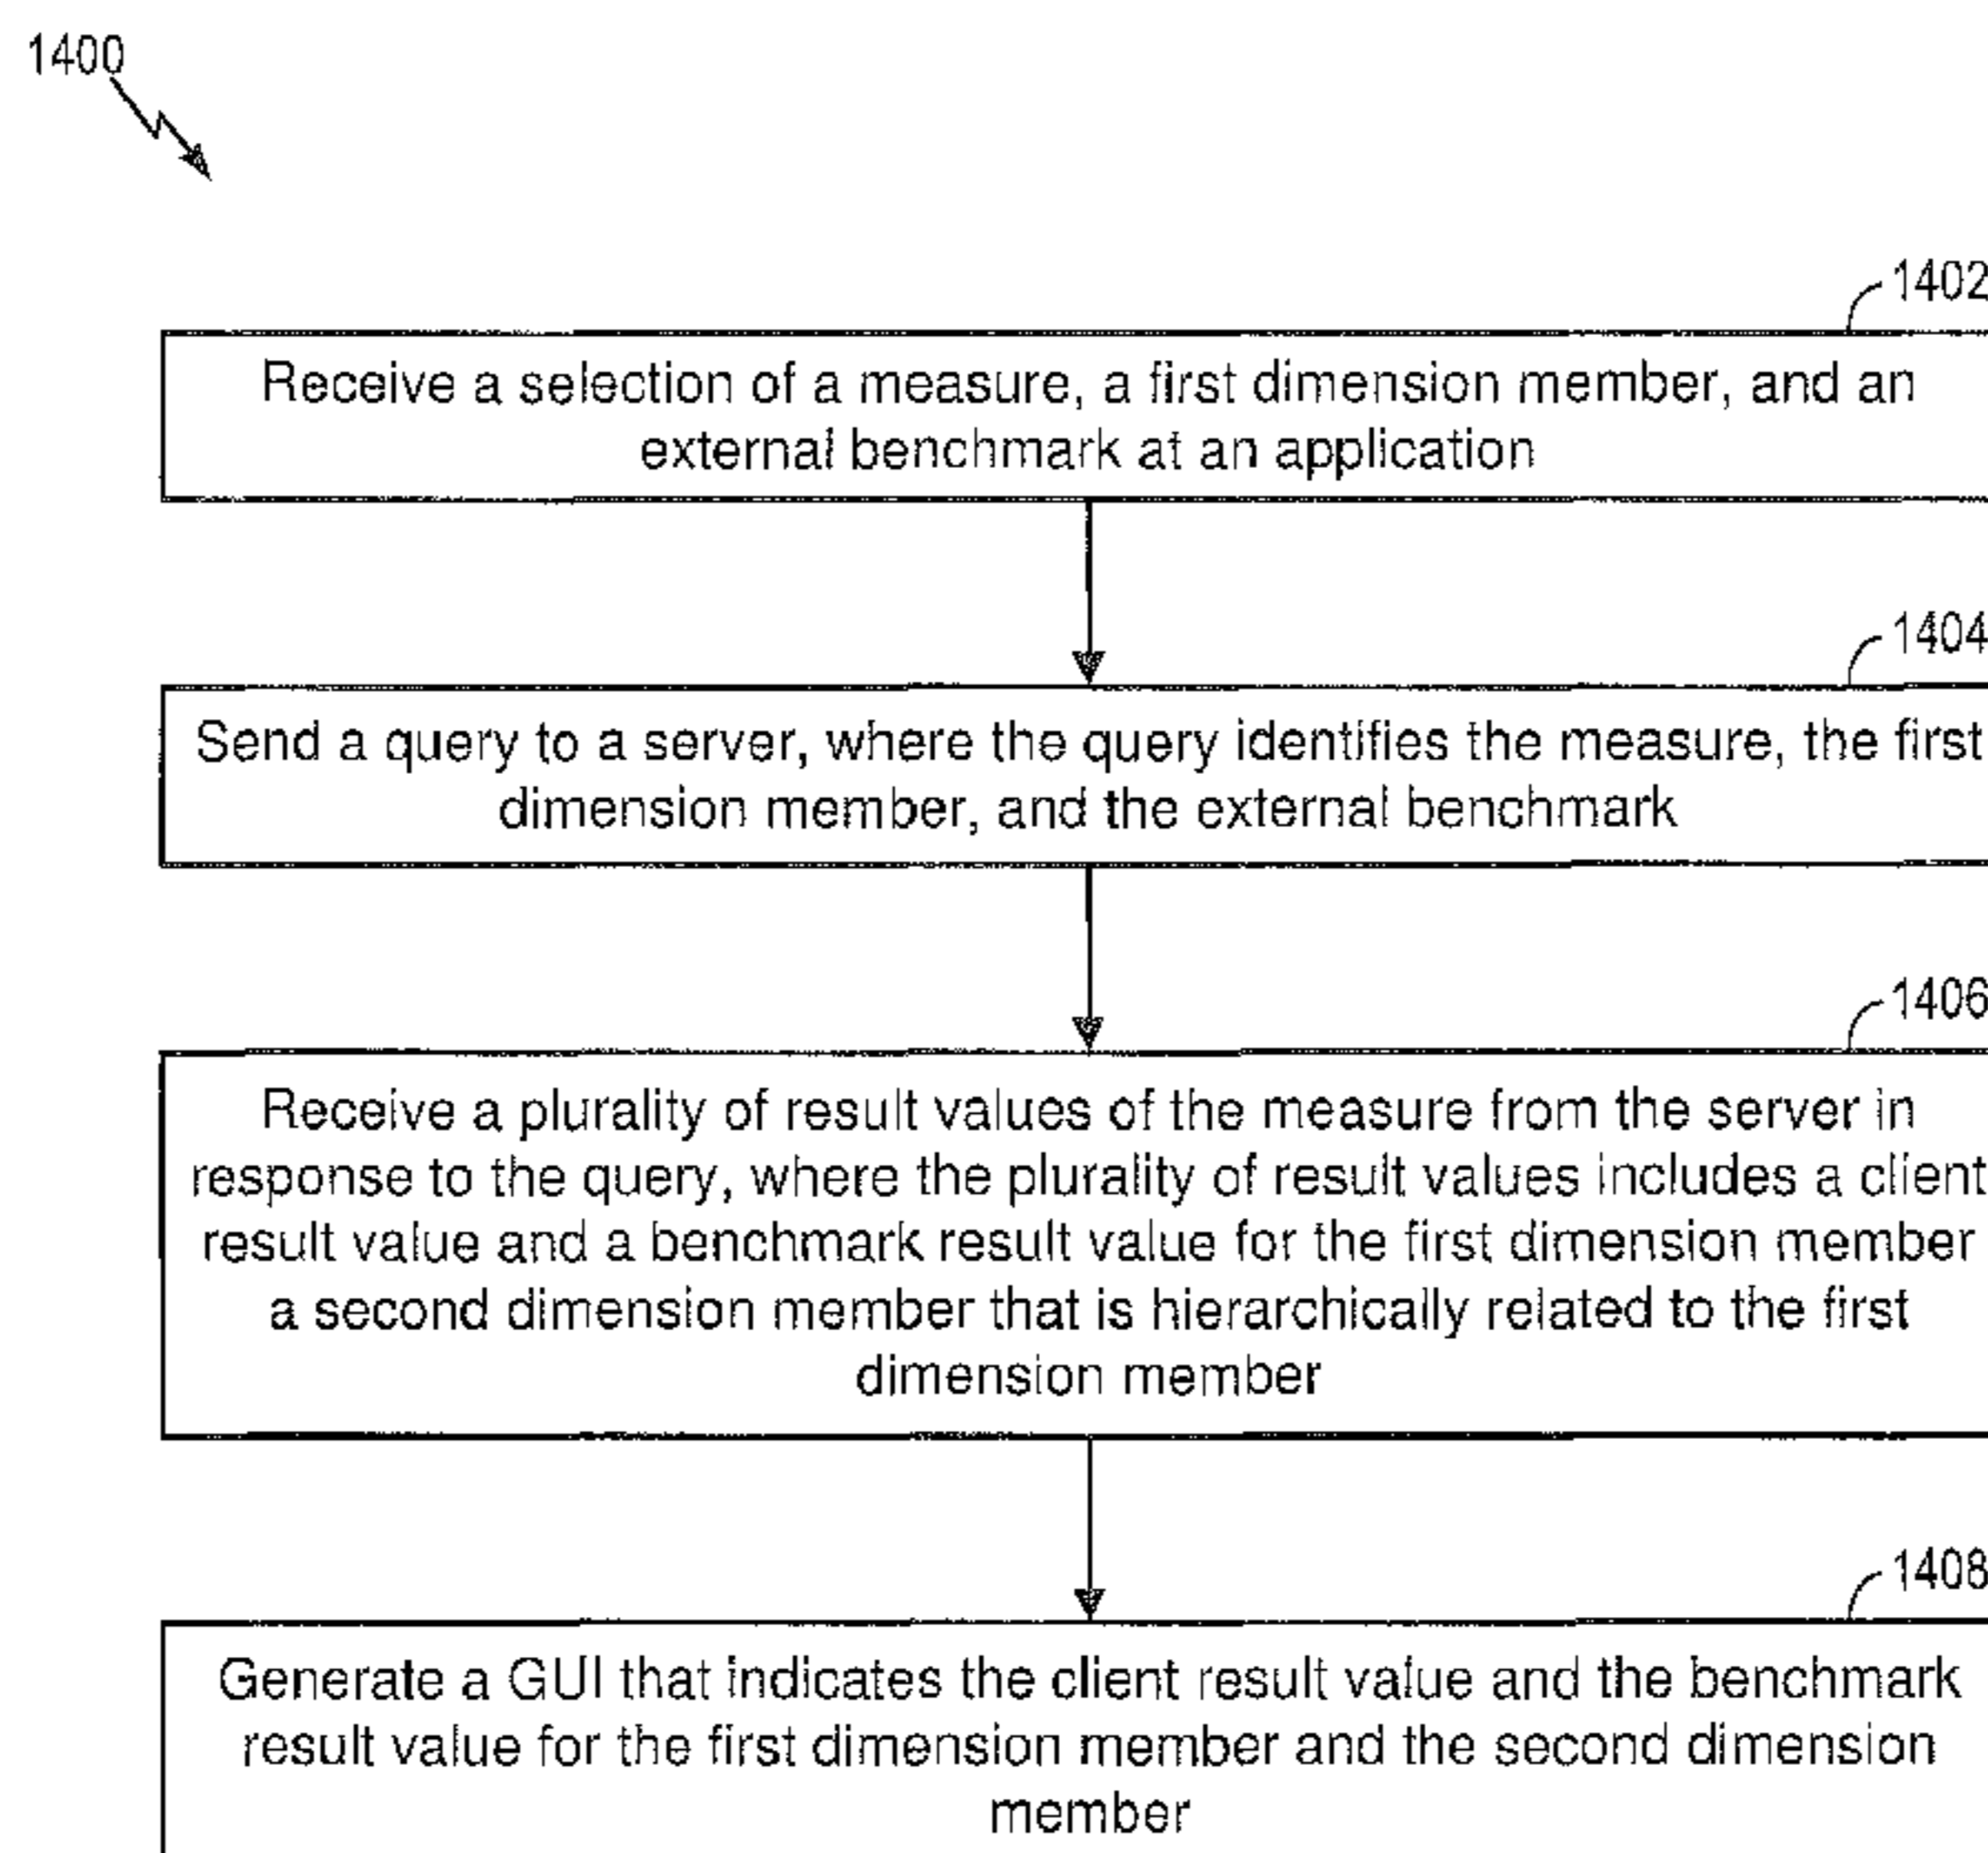 1400
1402
Receive a selection of a measure, a first dimension member, and an
external benchmark at an application
1404
Send a query to a server, where the query identifies the measure, the first
dimension member, and the external benchmark
1406
Receive a plurality of result values of the measure from the server in
response to the query, where the plurality of result values includes a client
result value and a benchmark result value for the first dimension member
a second dimension member that is hierarchically related to the first
dimension member
1408
Generate a GUI that indicates the client result value and the benchmark
result value for the first dimension member and the second dimension
member